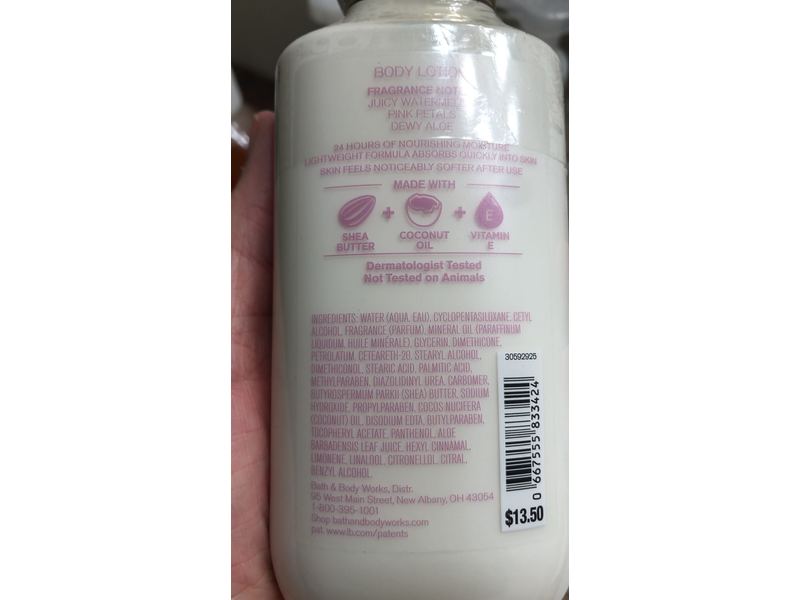 BODY LOTION
FRAGRANCE NOTES
JUICY WATERMELON
PINK PETALS
DEWY ALOE
24 HOURS OF NOURISHING MOISTURE
LIGHTWEIGHT FORMULA ABSORBS QUICKLY INTO SKIN
SKIN FEELS NOTICEABLY SOFTER AFTER USE
MADE WITH
+ +
E
SHEA BUTTER
COCONUT OIL
VITAMIN E
Dermatologist Tested
Not Tested on Animals
INGREDIENTS: WATER (AQUA, EAU), CYCLOPENTASILOXANE, CETYL
ALCOHOL, FRAGRANCE (PARFUM), MINERAL OIL (PARAFFINUM
LIQUIDUM, HUILE MINÉRALE), GLYCERIN, DIMETHICONE,
PETROLATUM, CETEARETH-20, STEARYL ALCOHOL,
DIMETHICONOL, STEARIC ACID, PALMITIC ACID,
METHYLPARABEN, DIAZOLIDINYL UREA, CARBOMER,
BUTYROSPERMUM PARKII (SHEA) BUTTER, SODIUM
HYDROXIDE, PROPYLPARABEN, COCOS NUCIFERA
(COCONUT) OIL, DISODIUM EDTA, BUTYLPARABEN,
TOCOPHERYL ACETATE, PANTHENOL, ALOE
BARBADENSIS LEAF JUICE, HEXYL CINNAMAL,
LIMONENE, LINALOOL, CITRONELLOL, CITRAL,
BENZYL ALCOHOL.
Bath & Body Works, Distr.
95 West Main Street, New Albany, OH 43054
1-800-395-1001
Shop bathandbodyworks.com
pat. www.lb.com/patents
30592925
0 667555 833424
$13.50